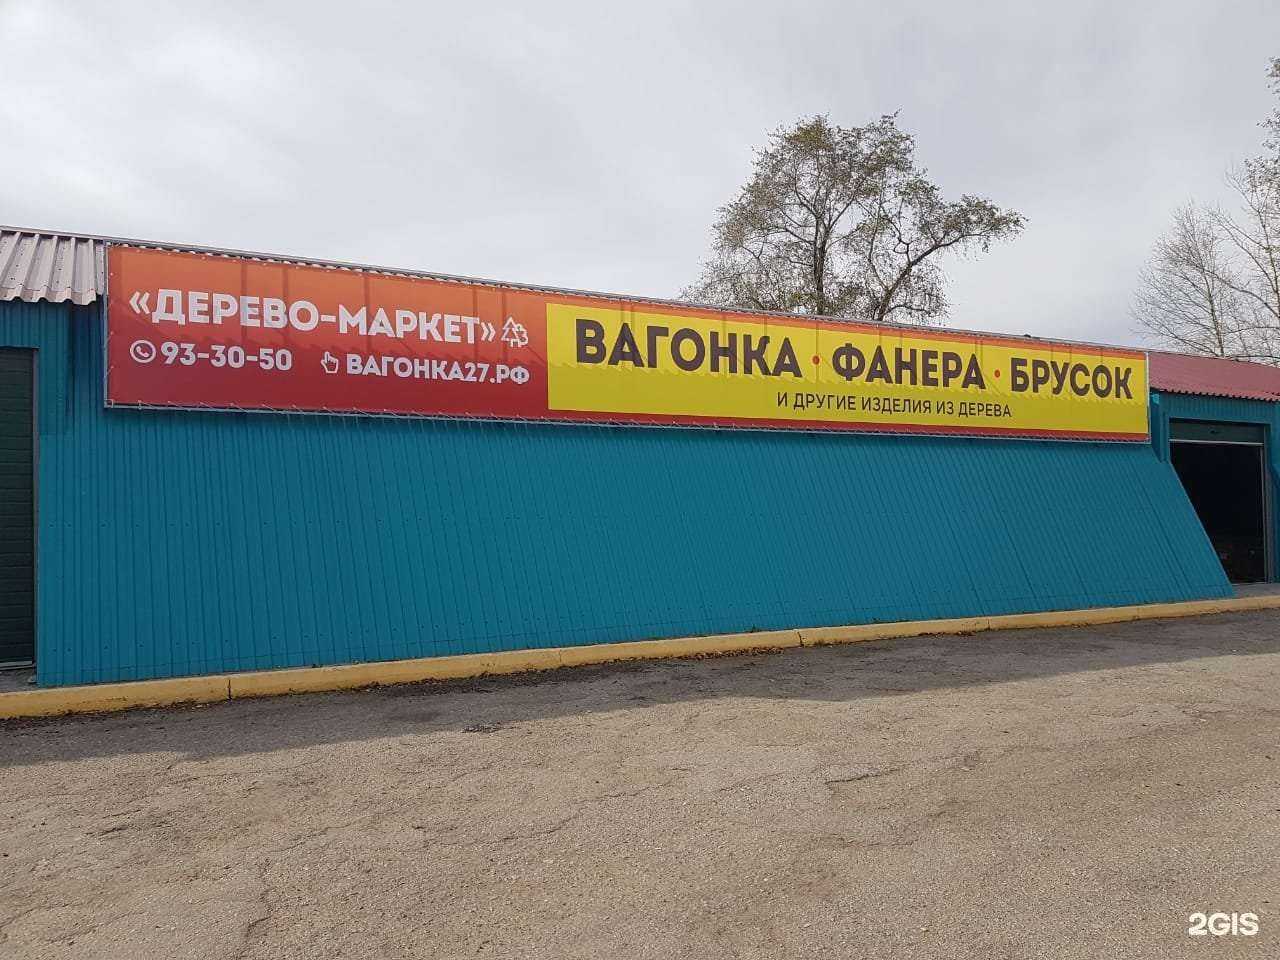 «ДЕРЕВО-МАРКЕТ»
93-30-50 ВАГОНКА27.РФ
ВАГОНКА • ФАНЕРА • БРУСОК
И ДРУГИЕ ИЗДЕЛИЯ ИЗ ДЕРЕВА
2GIS